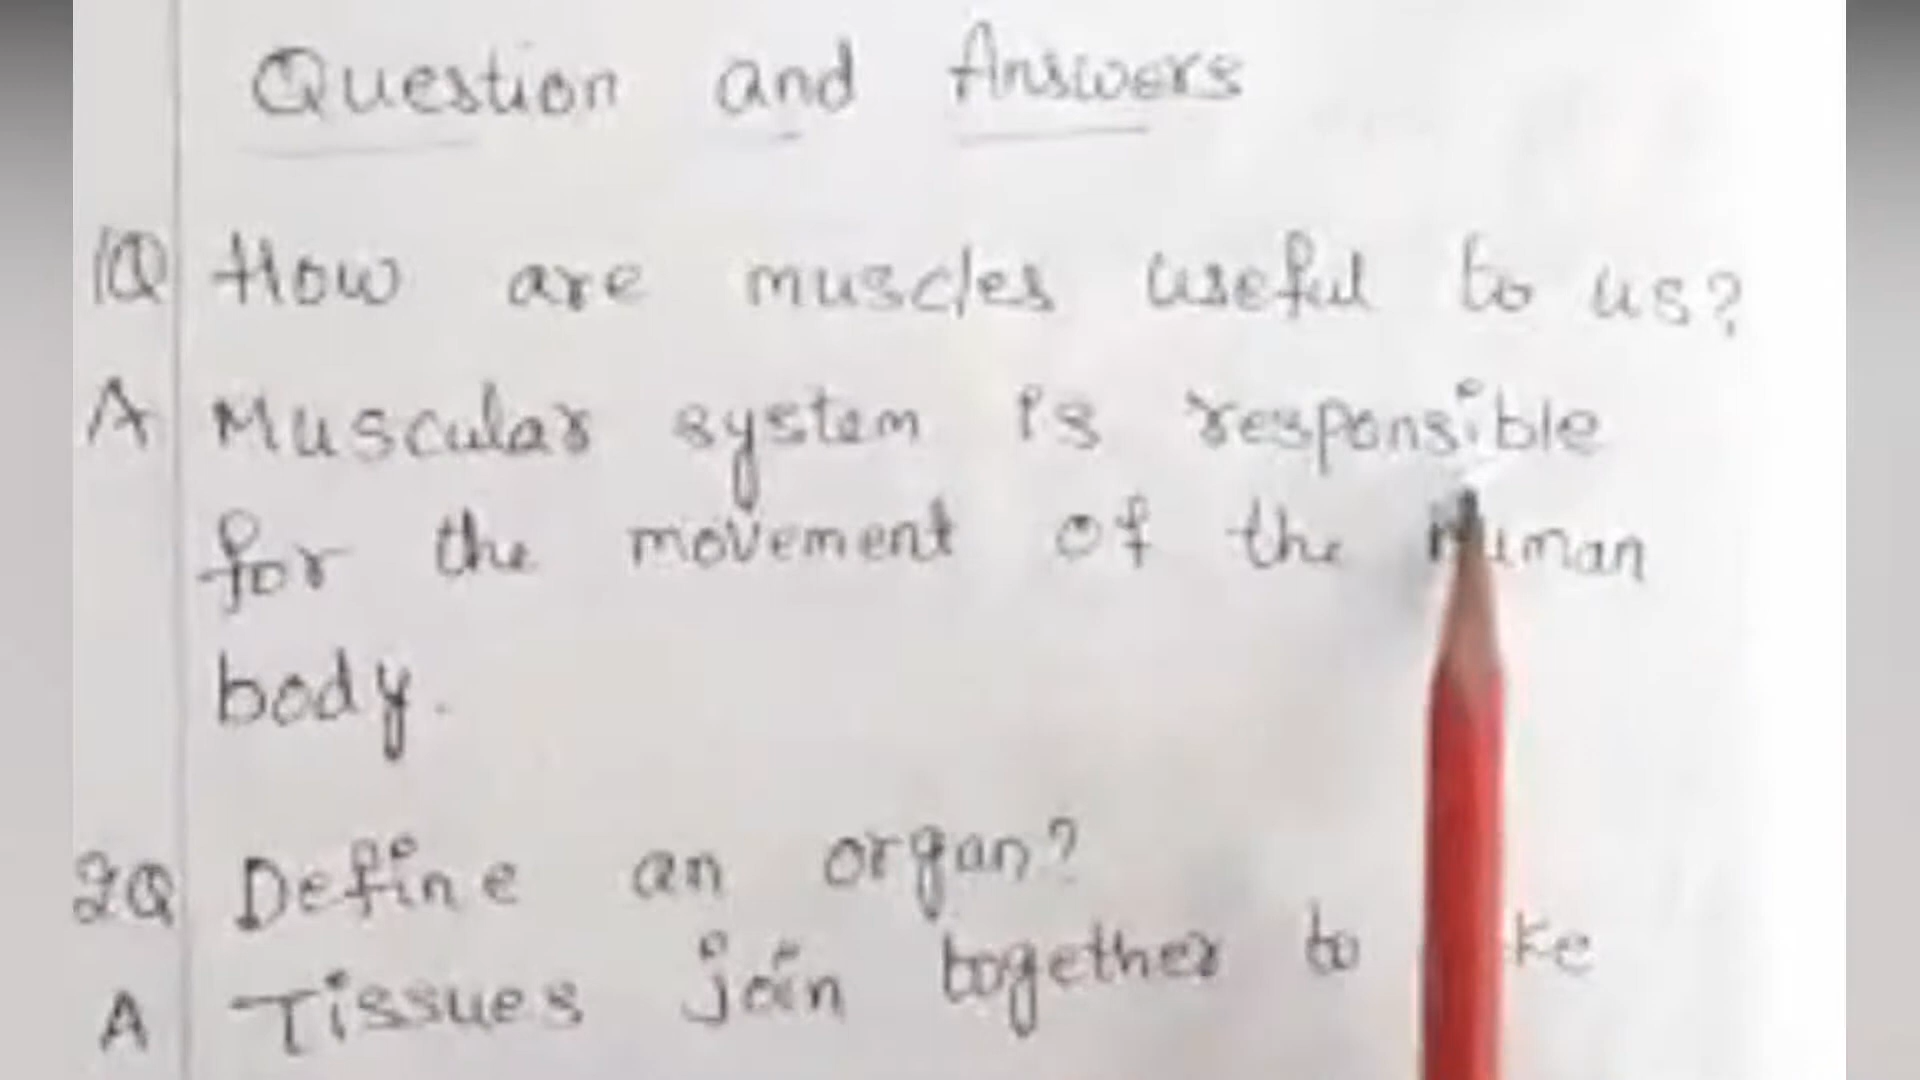 Question and Answers
1Q How are muscles useful to us?
A Muscular system is responsible
for the movement of the human
body.
2Q Define an organ?
A Tissues join together to